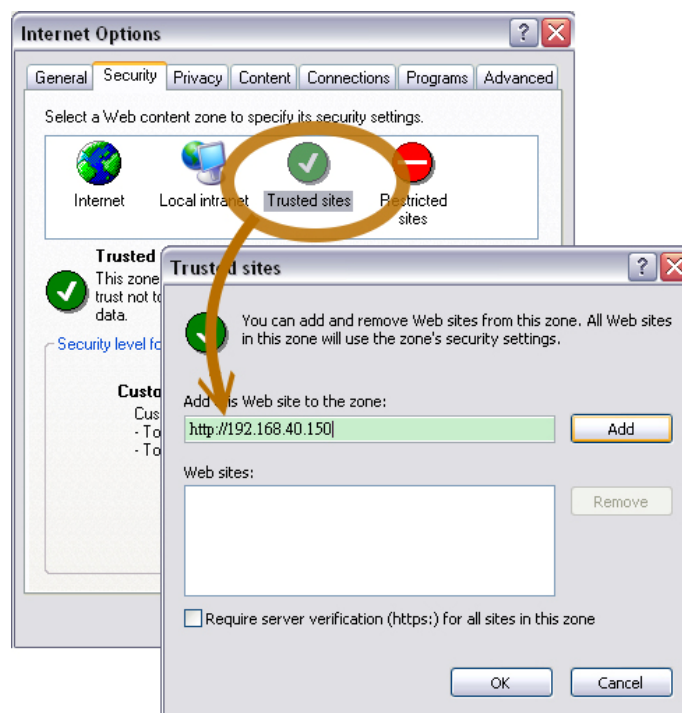 Internet Options
General Security Privacy Content Connections Programs Advanced
Select a Web content zone to specify its security settings.
Internet Local intranet Trusted sites Restricted sites
Trusted
This zone
trust not to
data.
Security level fo
Custo
Cus
- To
- To
Trusted sites
You can add and remove Web sites from this zone. All Web sites
in this zone will use the zone's security settings.
Add this Web site to the zone:
http://192.168.40.150
Add
Web sites:
Remove
Require server verification (https:) for all sites in this zone
OK Cancel